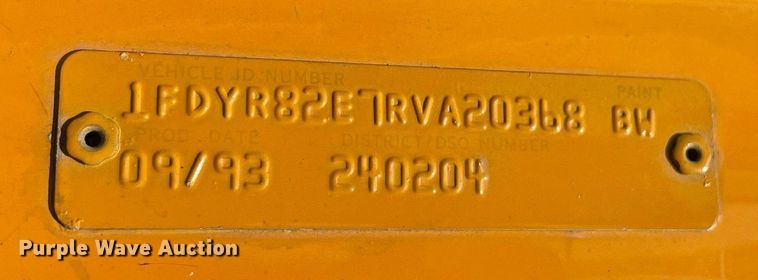 VEHICLE ID NUMBER PAINT
1FDYR82E7RVA20368 BW
PROD. DATE DISTRICT/DSO NUMBER
09/93 240204
Purple Wave Auction